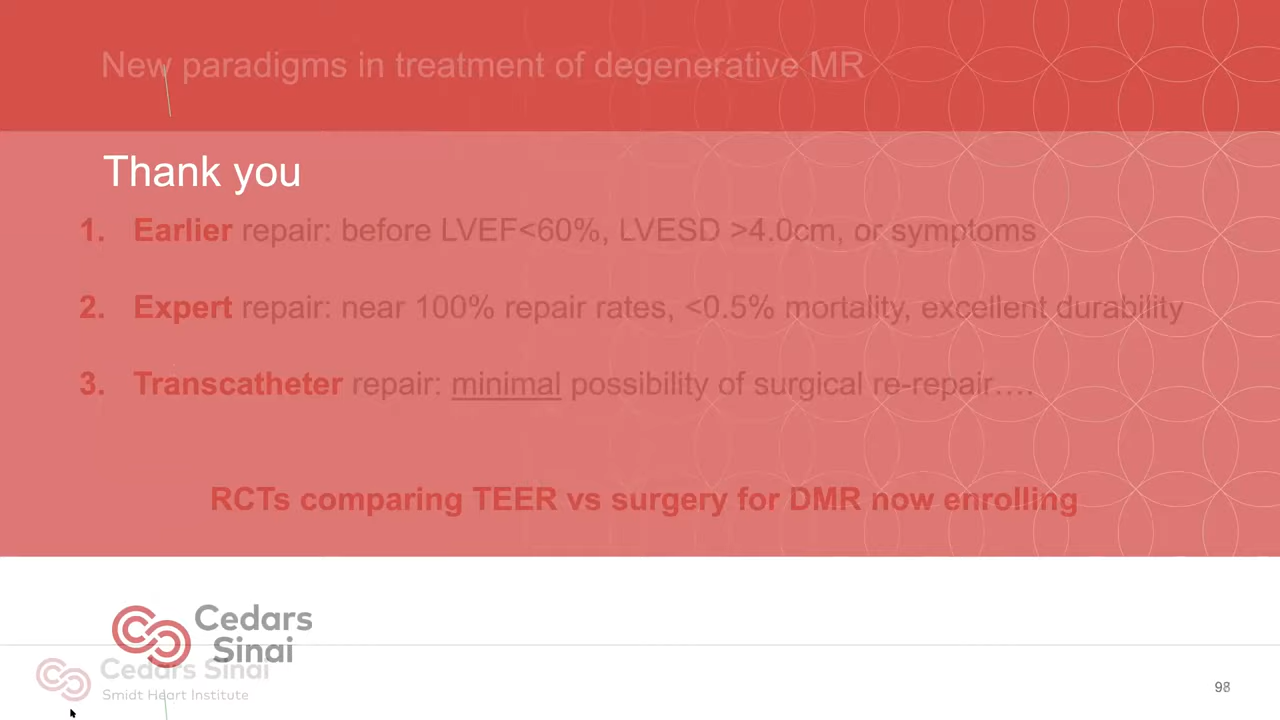 New paradigms in treatment of degenerative MR
Thank you
1. Earlier repair: before LVEF<60%, LVESD >4.0cm, or symptoms
2. Expert repair: near 100% repair rates, <0.5% mortality, excellent durability
3. Transcatheter repair: minimal possibility of surgical re-repair….
RCTs comparing TEER vs surgery for DMR now enrolling
Cedars
Sinai
Cedars Sinai
Smidt Heart Institute